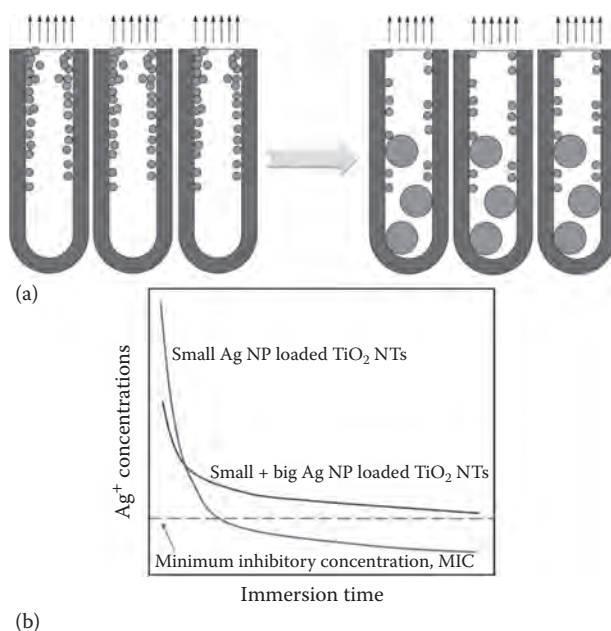 (a)
Small Ag NP loaded TiO₂ NTs
Small + big Ag NP loaded TiO₂ NTs
Minimum inhibitory concentration, MIC
Ag⁺ concentrations
Immersion time
(b)